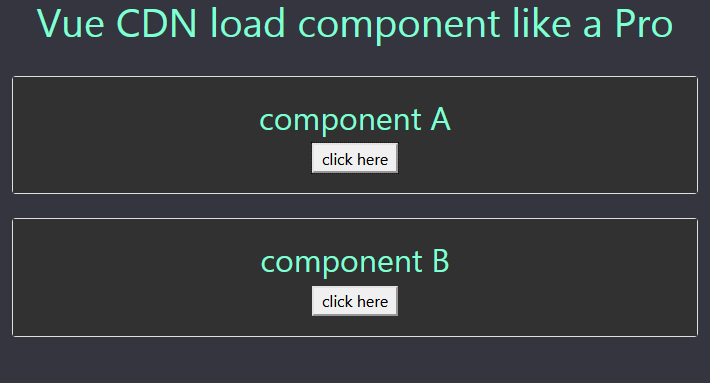 Vue CDN load component like a Pro
component A
click here
component B
click here